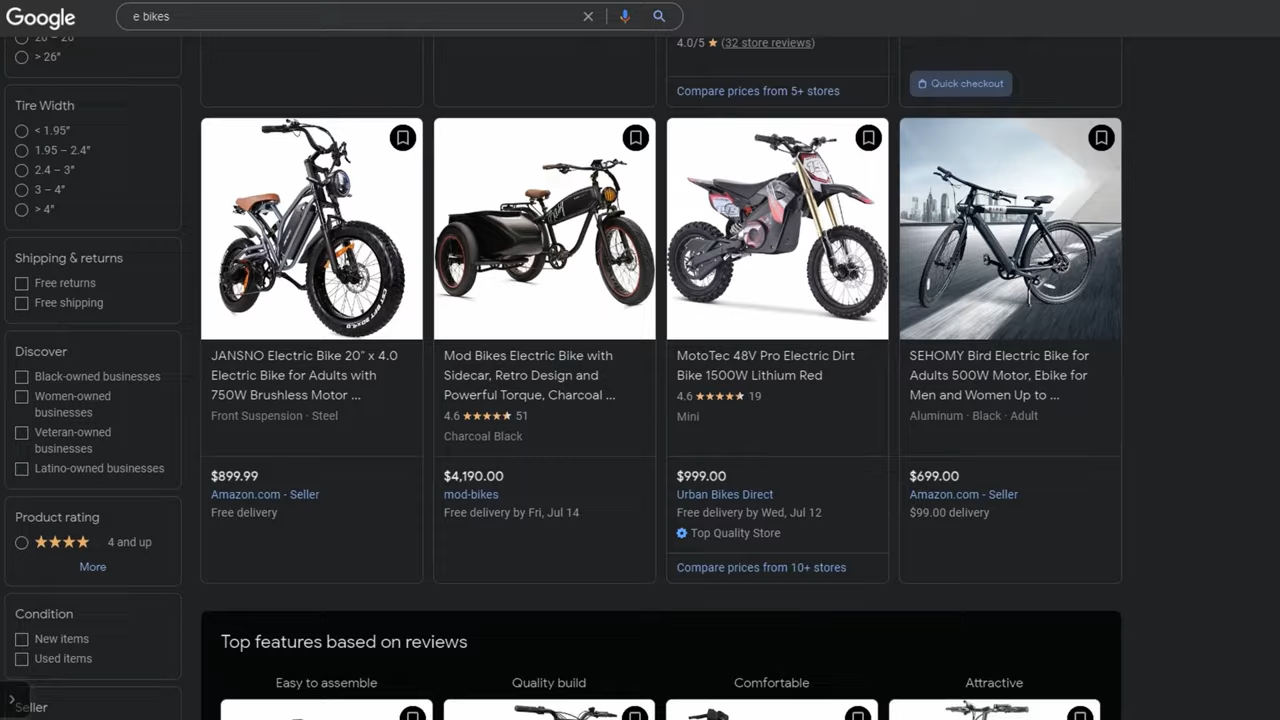 Google
e bikes
> 26"
4.0/5 ★ (32 store reviews)
Compare prices from 5+ stores
Quick checkout
Tire Width
< 1.95"
1.95 – 2.4"
2.4 – 3"
3 – 4"
> 4"
Shipping & returns
Free returns
Free shipping
Discover
Black-owned businesses
Women-owned
businesses
Veteran-owned
businesses
Latino-owned businesses
Product rating
4 and up
More
Condition
New items
Used items
Seller
JANSNO Electric Bike 20" x 4.0
Electric Bike for Adults with
750W Brushless Motor ...
Front Suspension · Steel
$899.99
Amazon.com - Seller
Free delivery
Mod Bikes Electric Bike with
Sidecar, Retro Design and
Powerful Torque, Charcoal ...
4.6 ★★★★★ 51
Charcoal Black
$4,190.00
mod-bikes
Free delivery by Fri, Jul 14
MotoTec 48V Pro Electric Dirt
Bike 1500W Lithium Red
4.6 ★★★★★ 19
Mini
$999.00
Urban Bikes Direct
Free delivery by Wed, Jul 12
Top Quality Store
Compare prices from 10+ stores
SEHOMY Bird Electric Bike for
Adults 500W Motor, Ebike for
Men and Women Up to ...
Aluminum · Black · Adult
$699.00
Amazon.com - Seller
$99.00 delivery
Top features based on reviews
Easy to assemble
Quality build
Comfortable
Attractive